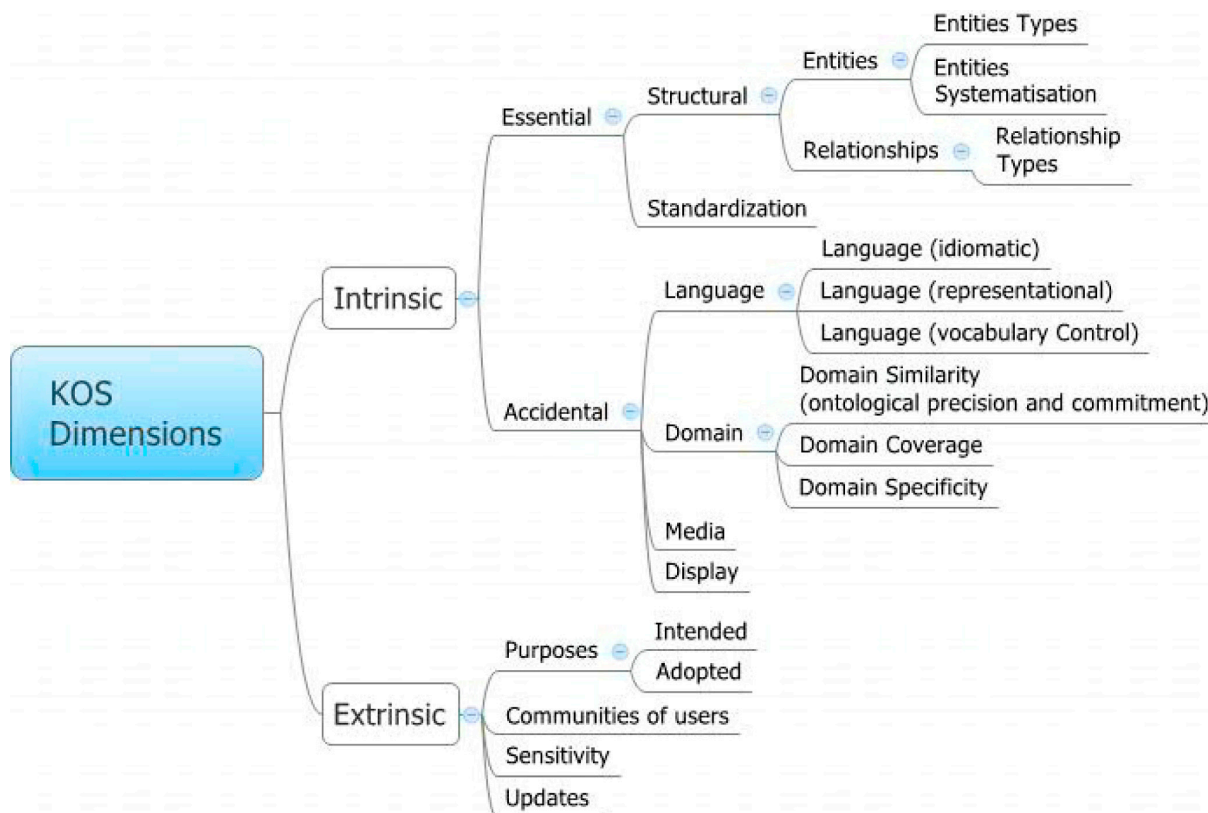 KOS
Dimensions
Intrinsic
Essential
Structural
Entities
Entities Types
Entities
Systematisation
Relationships
Relationship
Types
Standardization
Accidental
Language
Language (idiomatic)
Language (representational)
Language (vocabulary Control)
Domain
Domain Similarity
(ontological precision and commitment)
Domain Coverage
Domain Specificity
Media
Display
Extrinsic
Purposes
Intended
Adopted
Communities of users
Sensitivity
Updates